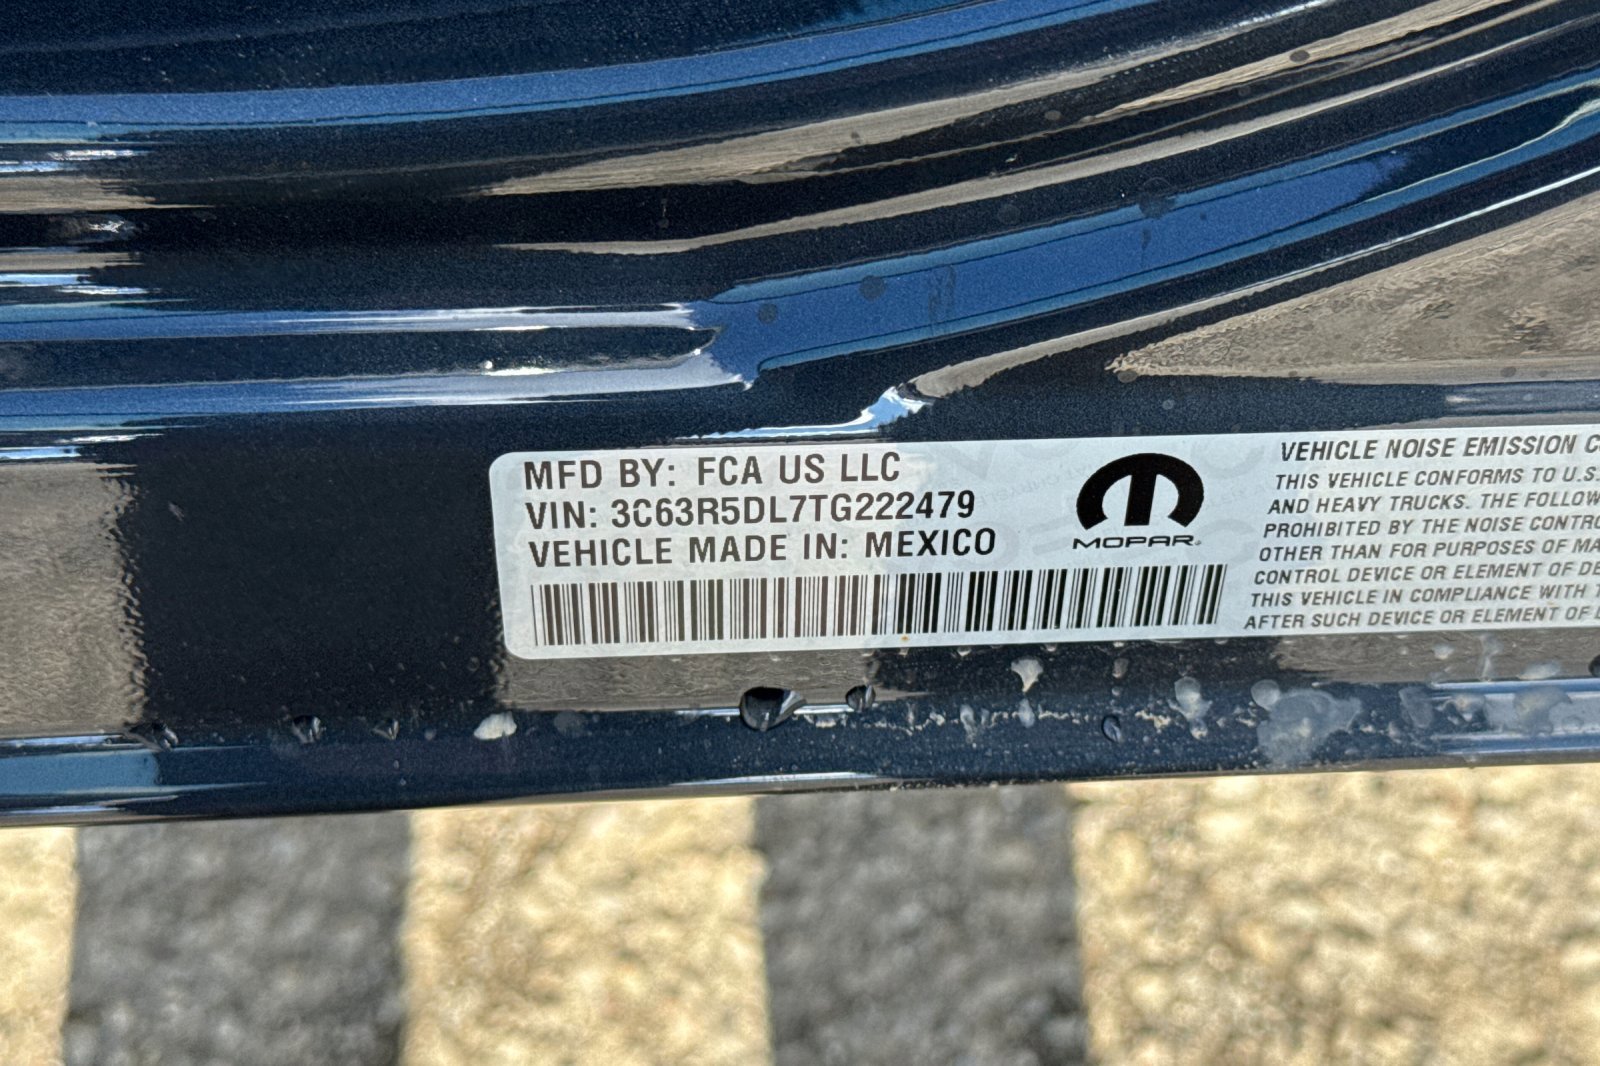 MFD BY: FCA US LLC
VIN: 3C63R5DL7TG222479
VEHICLE MADE IN: MEXICO
MOPAR
VEHICLE NOISE EMISSION
THIS VEHICLE CONFORMS TO U.S.
AND HEAVY TRUCKS. THE
PROHIBITED BY THE NOISE
OTHER THAN FOR PURPOSES OF
CONTROL DEVICE OR ELEMENT OF
THIS VEHICLE IN COMPLIANCE WITH
AFTER SUCH DEVICE OR ELEMENT OF